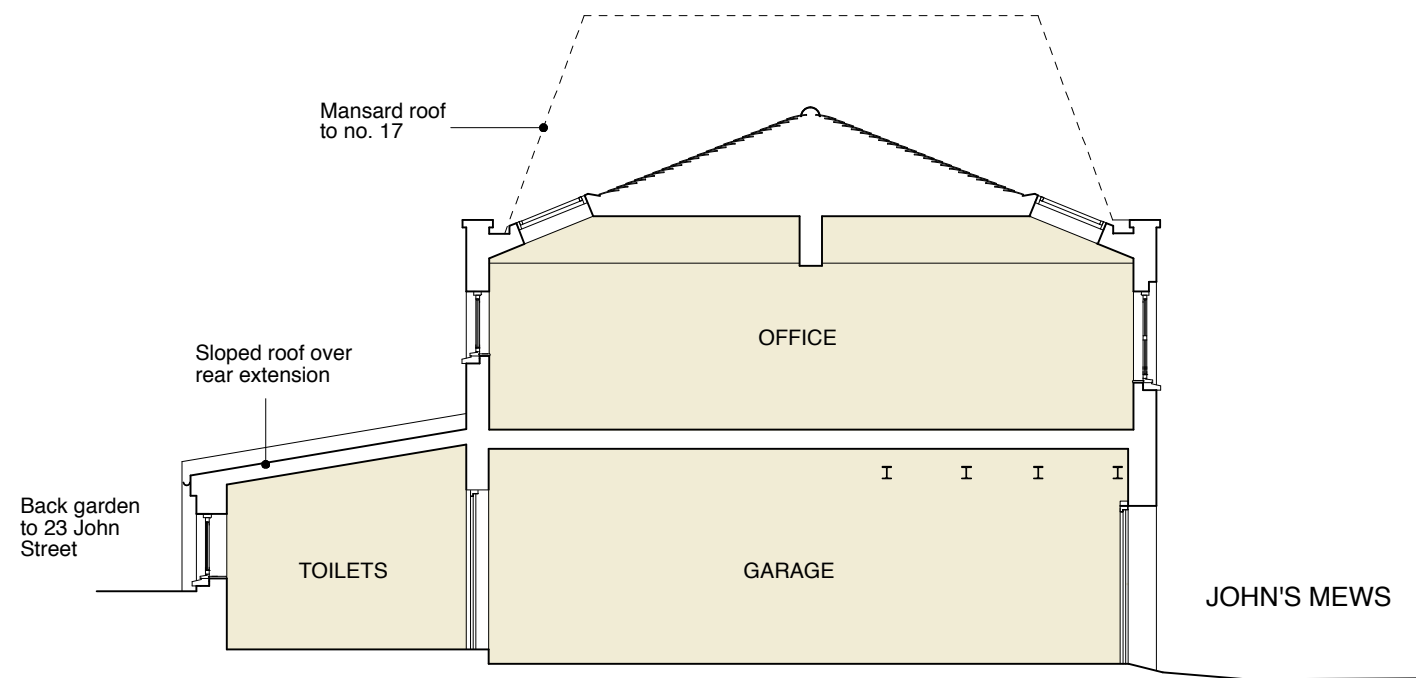 Mansard roof
to no. 17
OFFICE
Sloped roof over
rear extension
Back garden
to 23 John
Street
TOILETS
GARAGE
JOHN'S MEWS